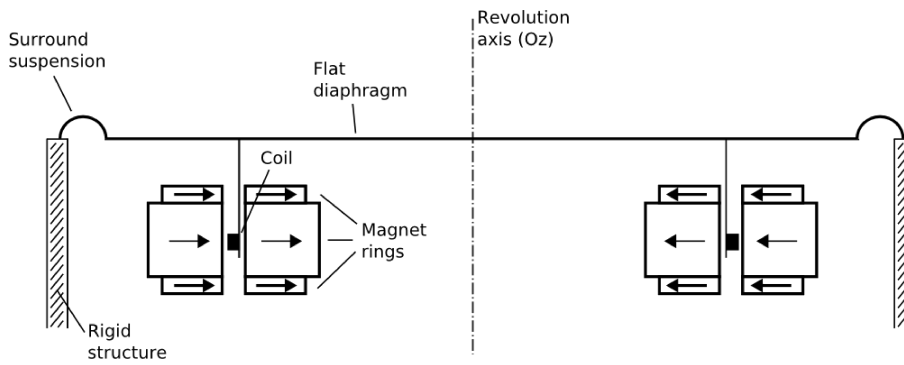 Revolution
axis (Oz)
Surround
suspension
Flat
diaphragm
Coil
Magnet
rings
Rigid
structure